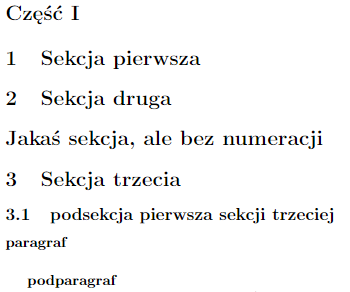 Część I
1 Sekcja pierwsza
2 Sekcja druga
Jakaś sekcja, ale bez numeracji
3 Sekcja trzecia
3.1 podsekcja pierwsza sekcji trzeciej
paragraf
podparagraf